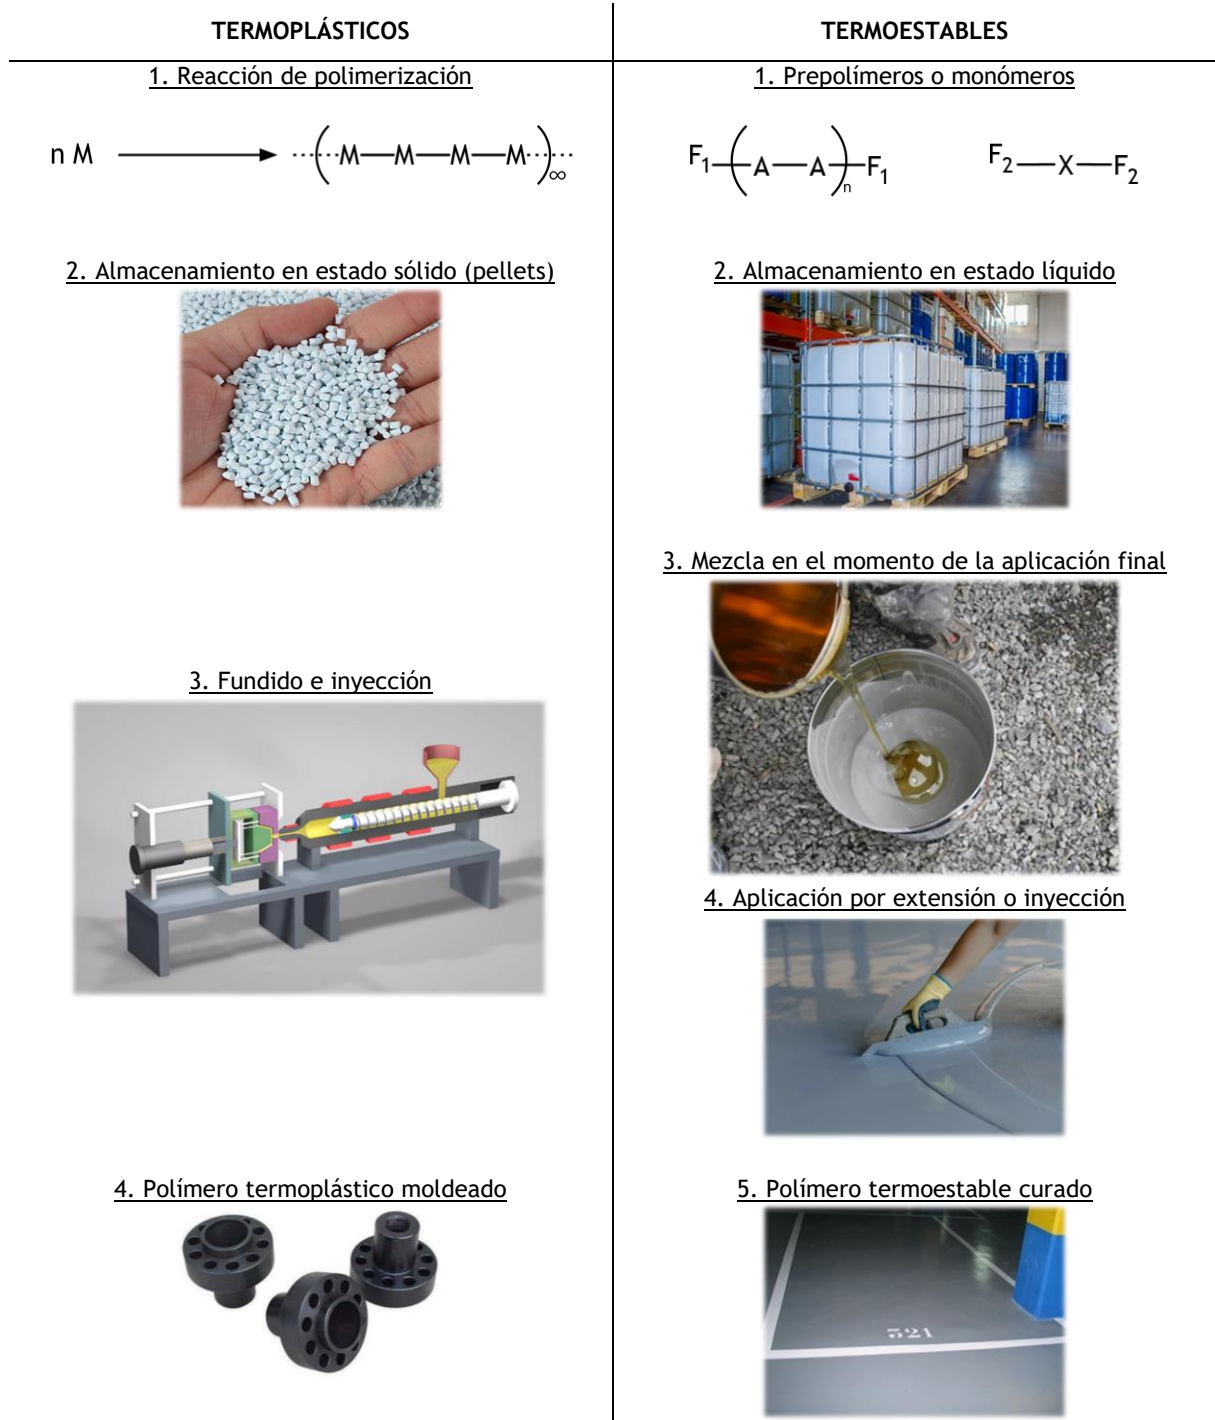 TERMOPLÁSTICOS
1. Reacción de polimerización
n M
M M M M
∞
2. Almacenamiento en estado sólido (pellets)
3. Fundido e inyección
4. Polímero termoplástico moldeado
TERMOESTABLES
1. Prepolímeros o monómeros
F1 ( A A )n F1
F2 X F2
2. Almacenamiento en estado líquido
3. Mezcla en el momento de la aplicación final
4. Aplicación por extensión o inyección
5. Polímero termoestable curado
321